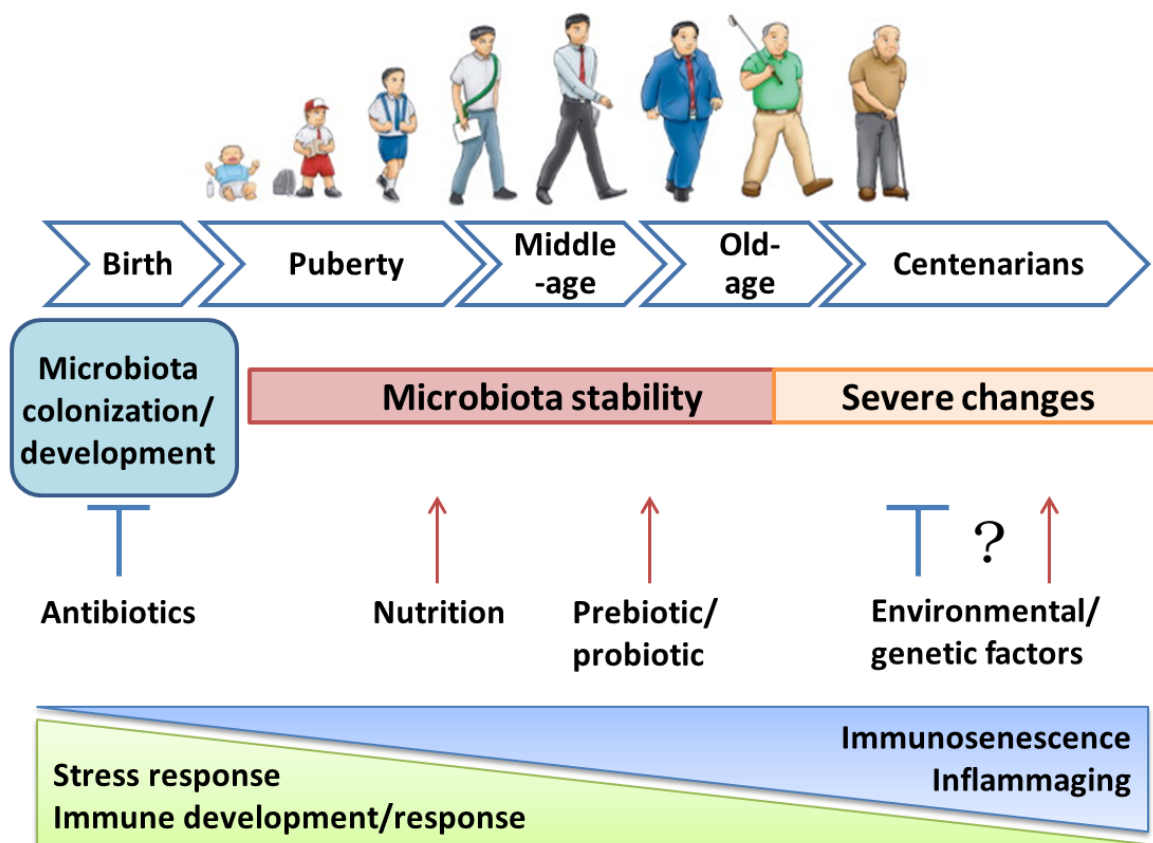 Birth
Puberty
Middle
-age
Old-
age
Centenarians
Microbiota
colonization/
development
Microbiota stability
Severe changes
?
Antibiotics
Nutrition
Prebiotic/
probiotic
Environmental/
genetic factors
Immunosenescence
Inflammaging
Stress response
Immune development/response